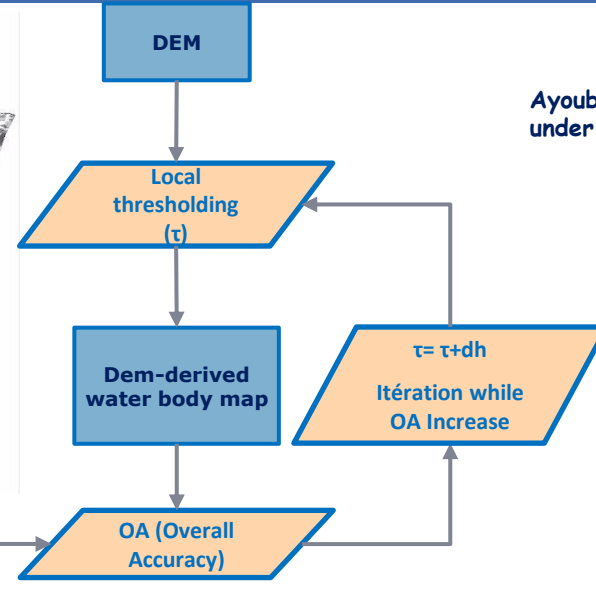 DEM
Ayoub
under
Local
thresholding
(τ)
τ= τ+dh
Itération while
OA Increase
Dem-derived
water body map
OA (Overall
Accuracy)